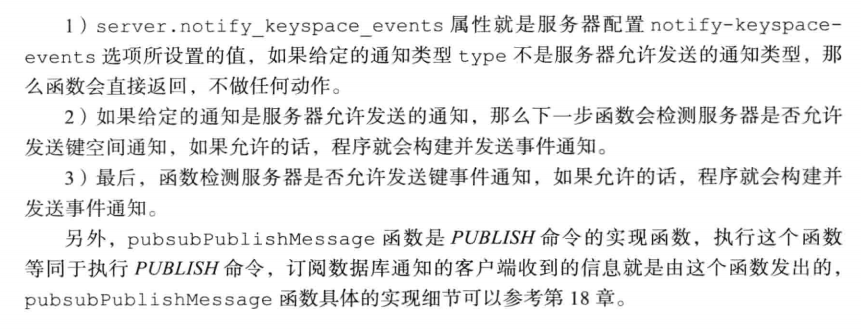 1）server.notify_keyspace_events 属性就是服务器配置 notify-keyspace-
events 选项所设置的值，如果给定的通知类型 type 不是服务器允许发送的通知类型，那
么函数会直接返回，不做任何动作。
2）如果给定的通知是服务器允许发送的通知，那么下一步函数会检测服务器是否允许
发送键空间通知，如果允许的话，程序就会构建并发送事件通知。
3）最后，函数检测服务器是否允许发送键事件通知，如果允许的话，程序就会构建并
发送事件通知。
另外，pubsubPublishMessage 函数是 PUBLISH 命令的实现函数，执行这个函数
等同于执行 PUBLISH 命令，订阅数据库通知的客户端收到的信息就是由这个函数发出的，
pubsubPublishMessage 函数具体的实现细节可以参考第 18 章。